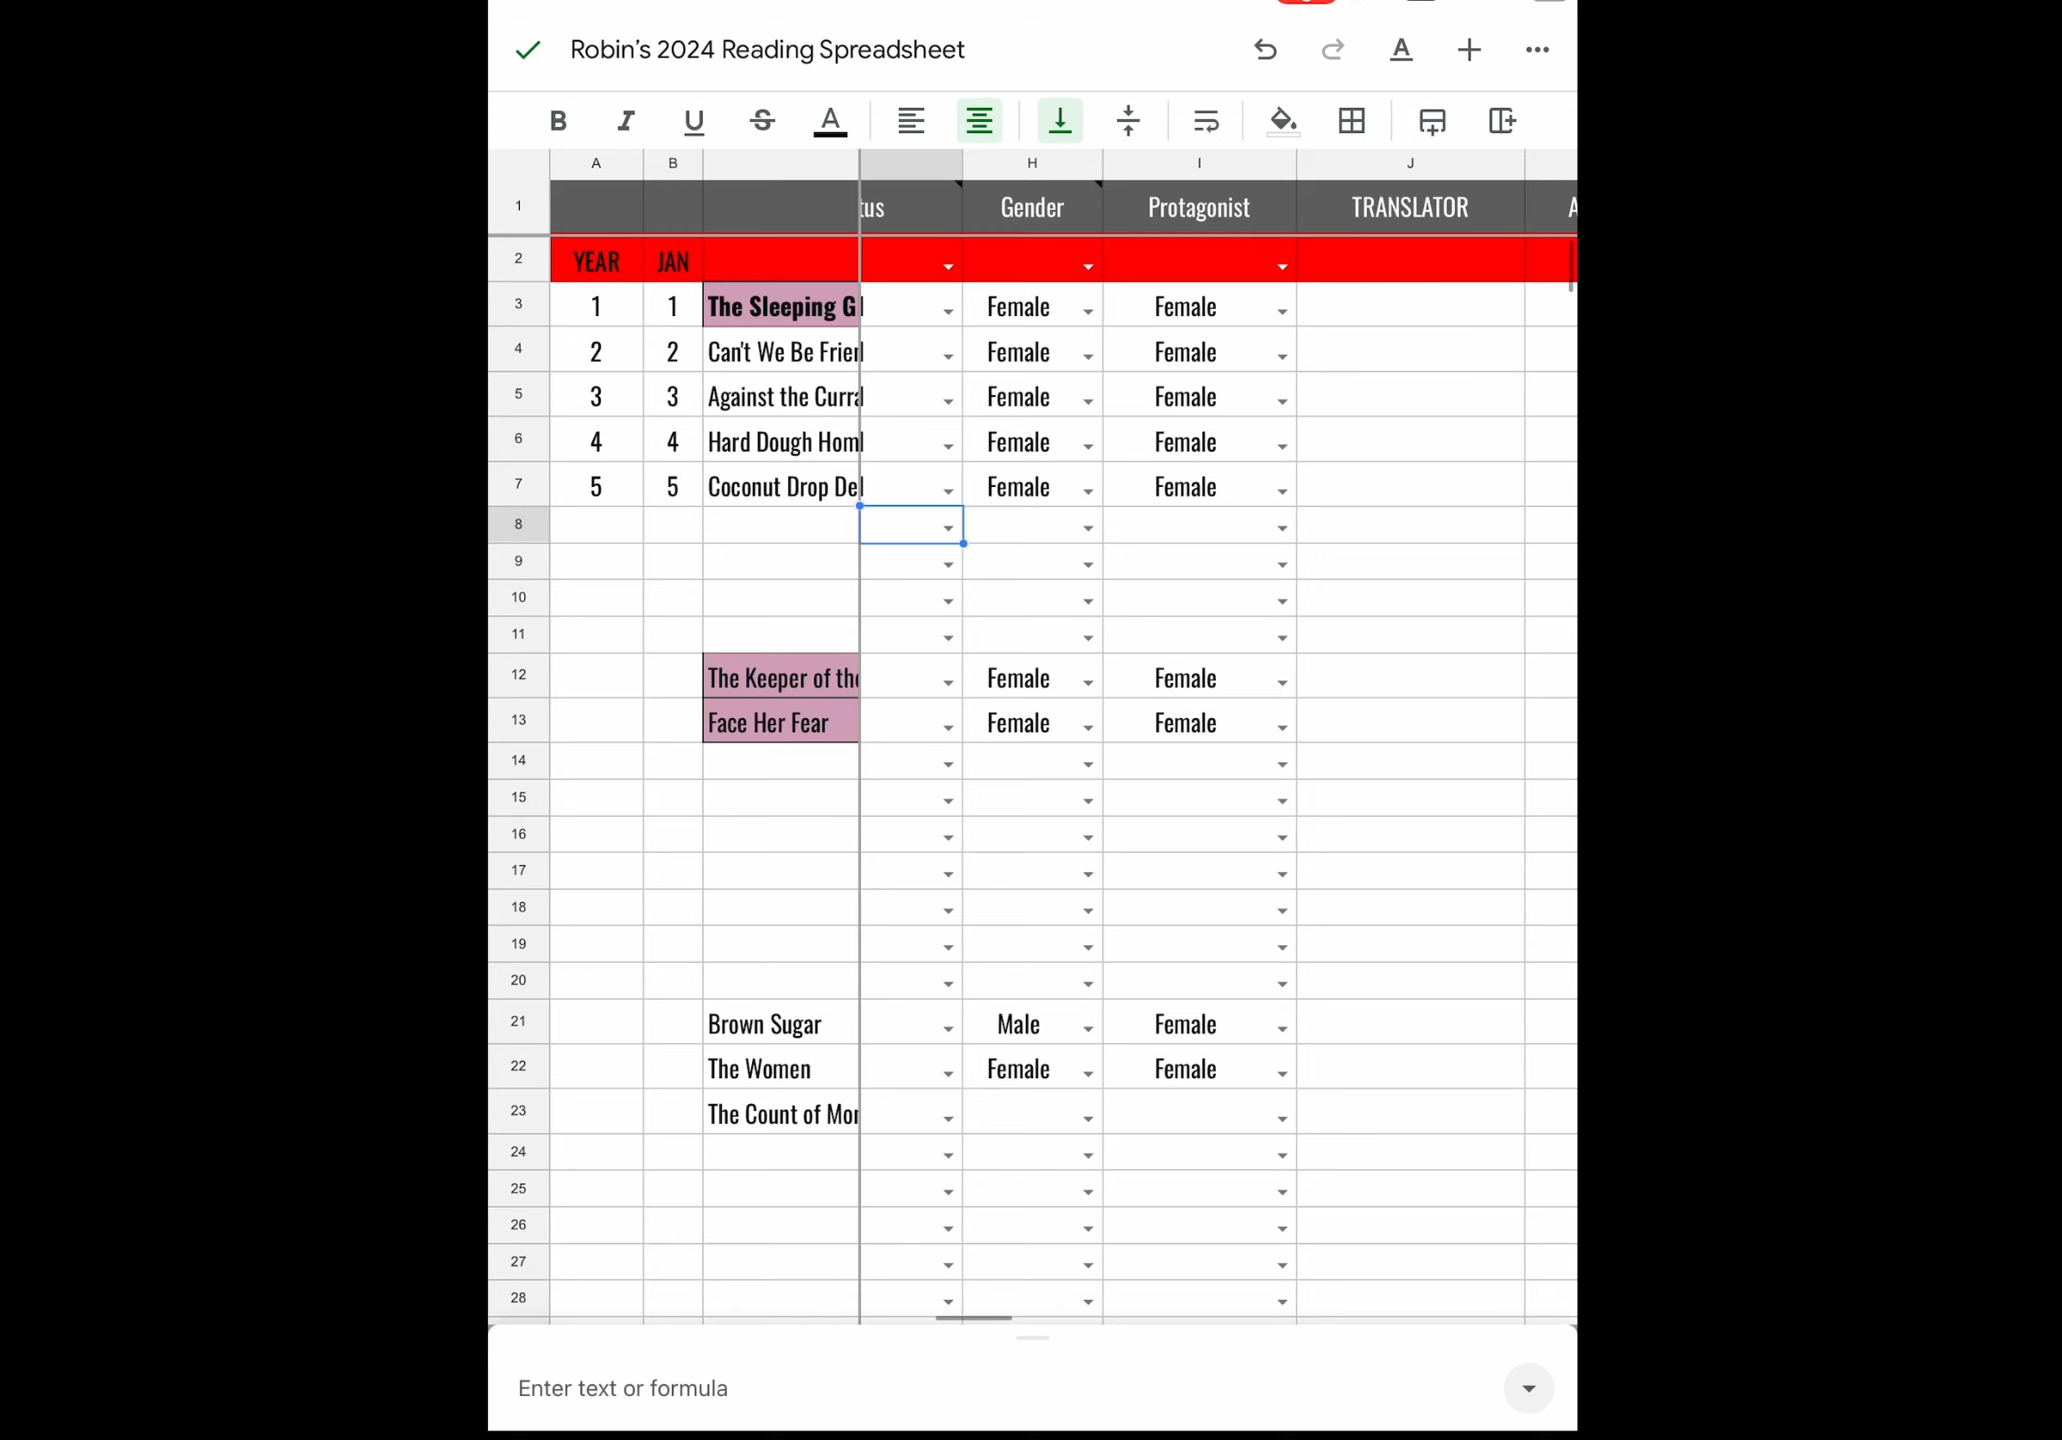 Robin's 2024 Reading Spreadsheet
B I U S A
A B H I J
1 tus Gender Protagonist TRANSLATOR A
2 YEAR JAN
3 1 1 The Sleeping G Female Female
4 2 2 Can't We Be Frien Female Female
5 3 3 Against the Curra Female Female
6 4 4 Hard Dough Hom Female Female
7 5 5 Coconut Drop De Female Female
8
9
10
11
12 The Keeper of the Female Female
13 Face Her Fear Female Female
14
15
16
17
18
19
20
21 Brown Sugar Male Female
22 The Women Female Female
23 The Count of Mon
24
25
26
27
28
Enter text or formula